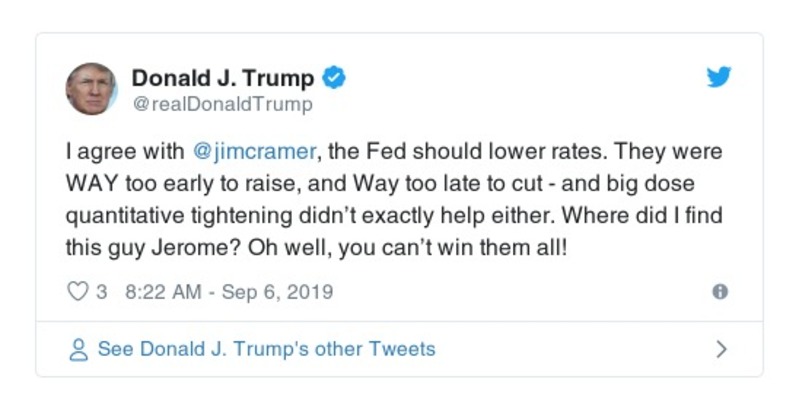 Donald J. Trump
@realDonaldTrump
I agree with @jimcramer, the Fed should lower rates. They were
WAY too early to raise, and Way too late to cut - and big dose
quantitative tightening didn’t exactly help either. Where did I find
this guy Jerome? Oh well, you can’t win them all!
3 8:22 AM - Sep 6, 2019
See Donald J. Trump's other Tweets